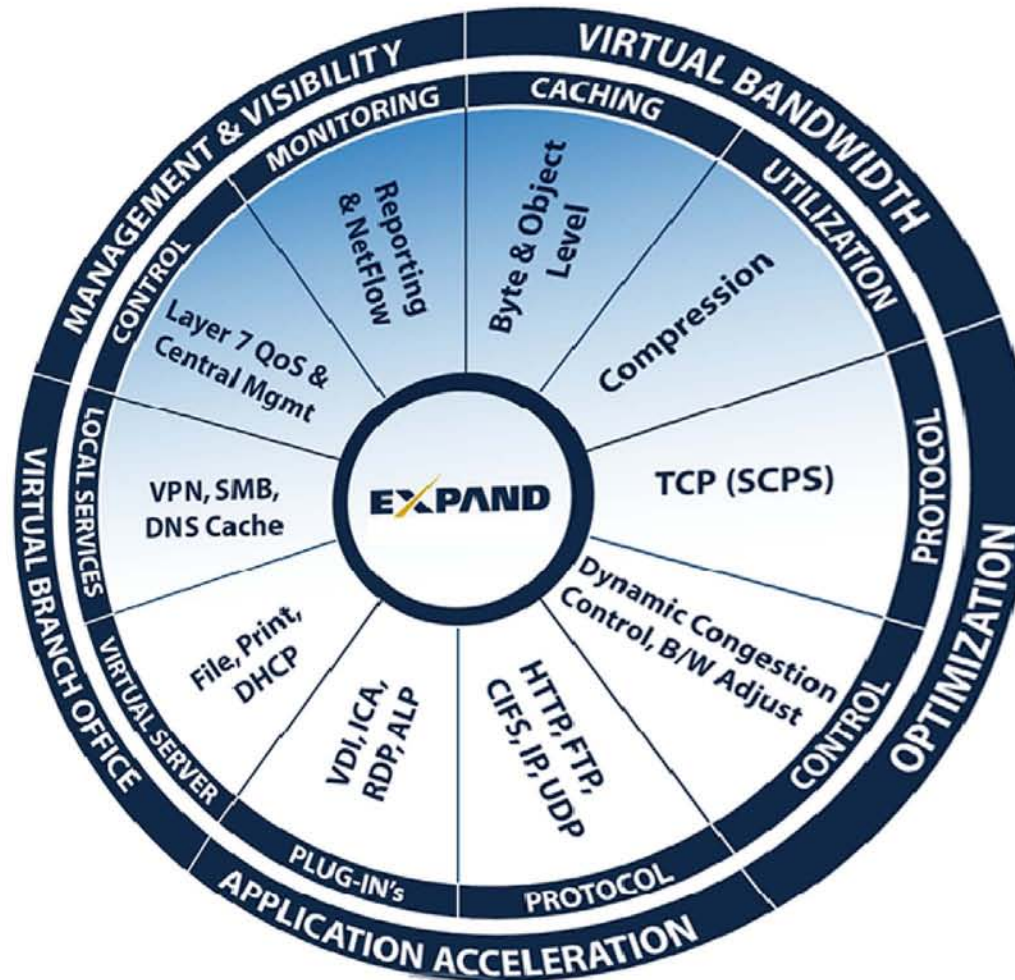 MANAGEMENT & VISIBILITY
VIRTUAL BANDWIDTH
OPTIMIZATION
APPLICATION ACCELERATION
VIRTUAL BRANCH OFFICE
MONITORING
CACHING
UTILIZATION
PROTOCOL
CONTROL
PROTOCOL
PLUG-IN's
VIRTUAL SERVER
LOCAL SERVICES
CONTROL
Reporting
& NetFlow
Byte & Object
Level
Compression
TCP (SCPS)
Dynamic Congestion
Control, B/W Adjust
HTTP, FTP,
CIFS, IP, UDP
VDI, ICA,
RDP, ALP
File, Print,
DHCP
VPN, SMB,
DNS Cache
Layer 7 QoS &
Central Mgmt
EXPAND